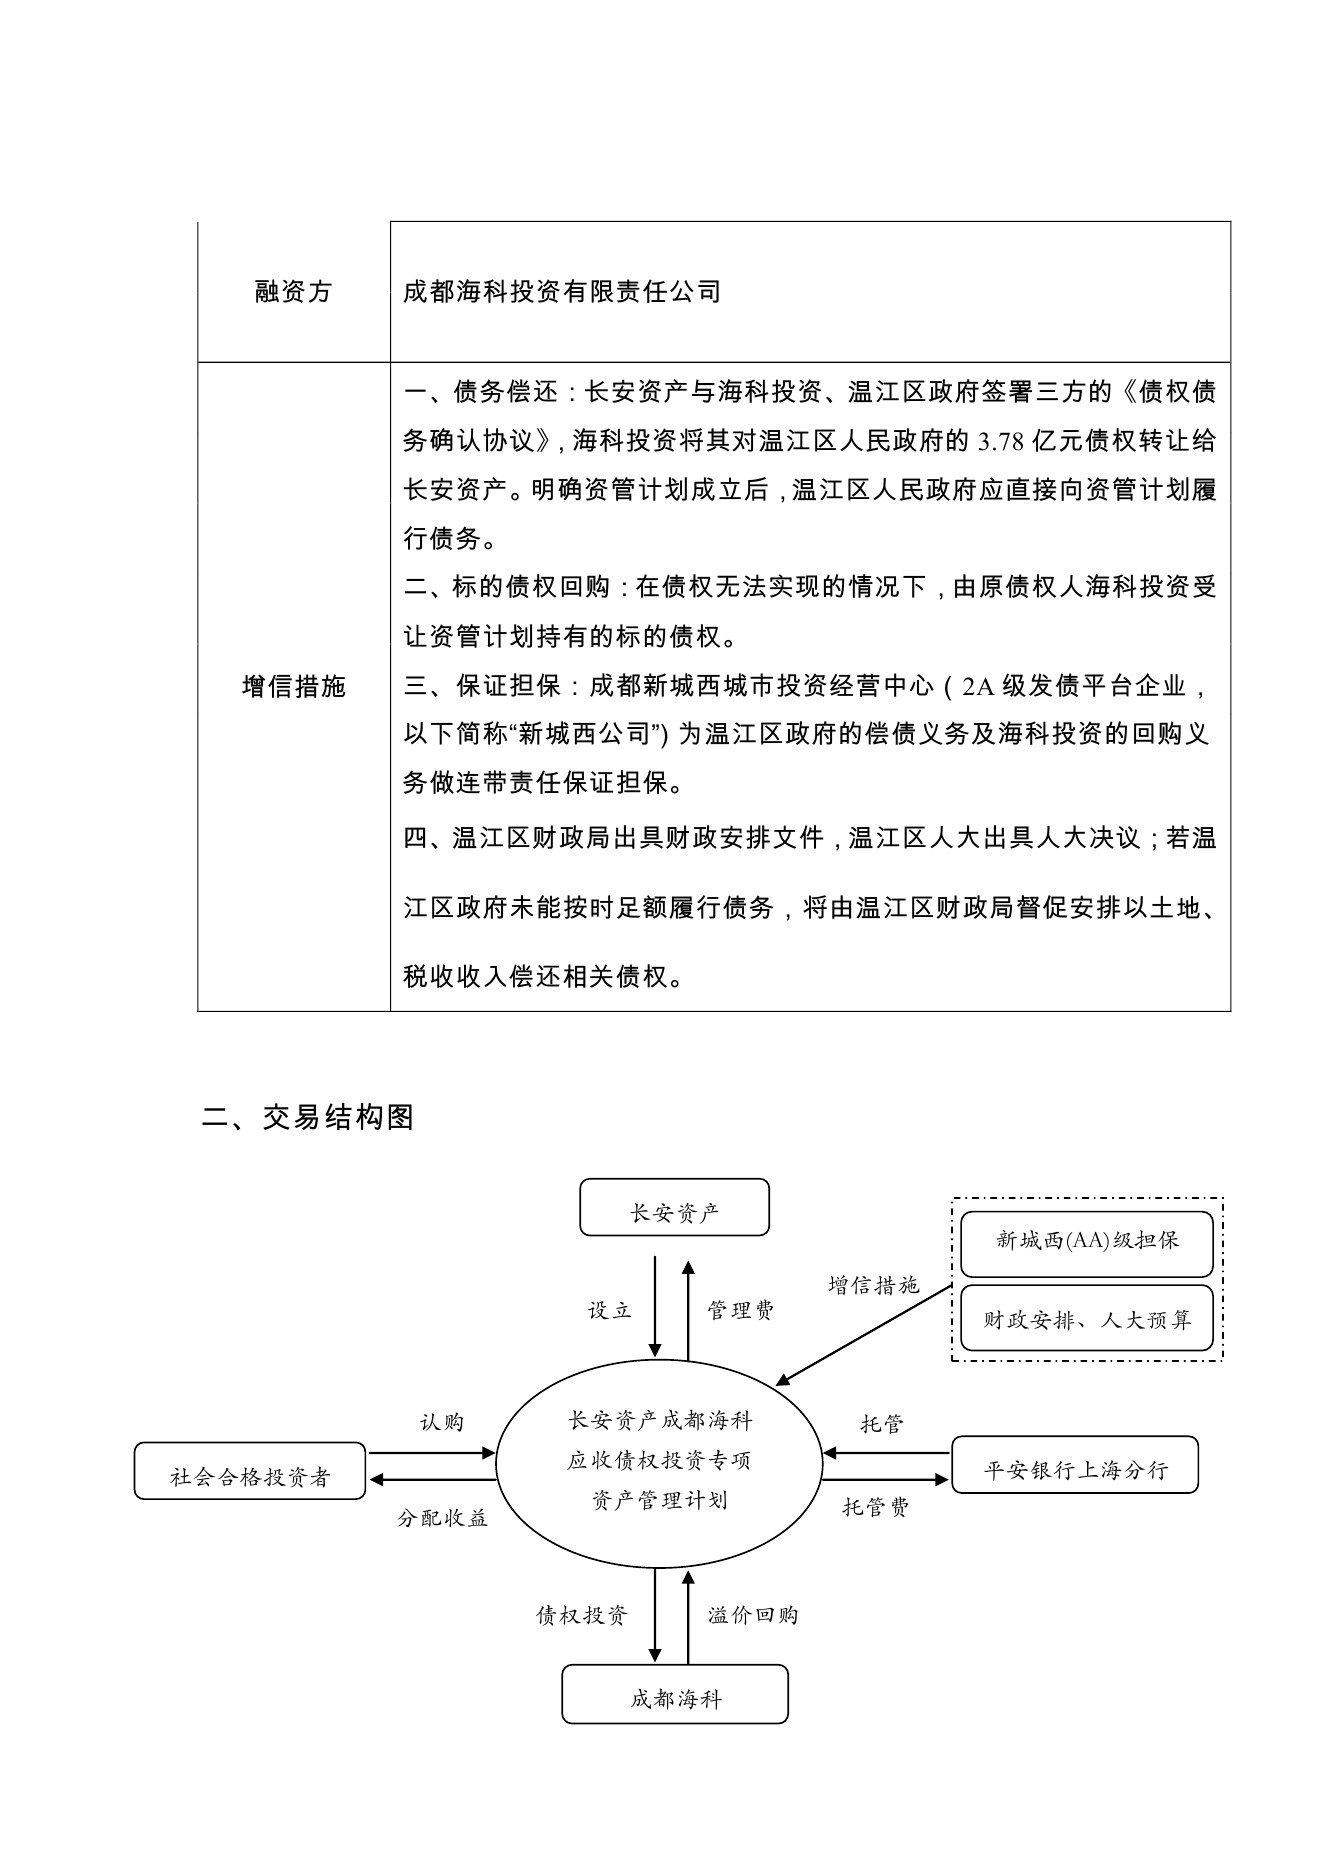 融资方
成都海科投资有限责任公司
增信措施
一、债务偿还：长安资产与海科投资、温江区政府签署三方的《债权债
务确认协议》，海科投资将其对温江区人民政府的 3.78 亿元债权转让给
长安资产。明确资管计划成立后，温江区人民政府应直接向资管计划履
行债务。
二、标的债权回购：在债权无法实现的情况下，由原债权人海科投资受
让资管计划持有的标的债权。
三、保证担保：成都新城西城市投资经营中心（2A 级发债平台企业，
以下简称“新城西公司”）为温江区政府的偿债义务及海科投资的回购义
务做连带责任保证担保。
四、温江区财政局出具财政安排文件，温江区人大出具人大决议；若温
江区政府未能按时足额履行债务，将由温江区财政局督促安排以土地、
税收收入偿还相关债权。
二、交易结构图
长安资产
新城西(AA)级担保
财政安排、人大预算
增信措施
设立
管理费
长安资产成都海科
应收债权投资专项
资产管理计划
认购
社会合格投资者
分配收益
托管
平安银行上海分行
托管费
债权投资
溢价回购
成都海科